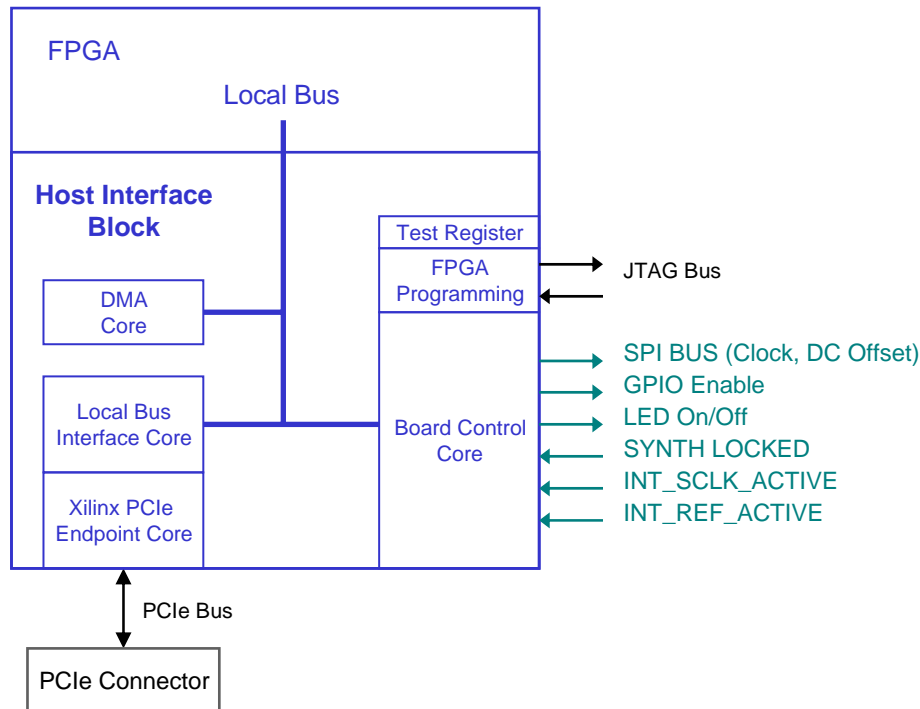 FPGA
Local Bus
Host Interface
Block
Test Register
FPGA
Programming
JTAG Bus
DMA
Core
SPI BUS (Clock, DC Offset)
GPIO Enable
LED On/Off
SYNTH LOCKED
INT_SCLK_ACTIVE
INT_REF_ACTIVE
Local Bus
Interface Core
Board Control
Core
Xilinx PCIe
Endpoint Core
PCIe Bus
PCIe Connector